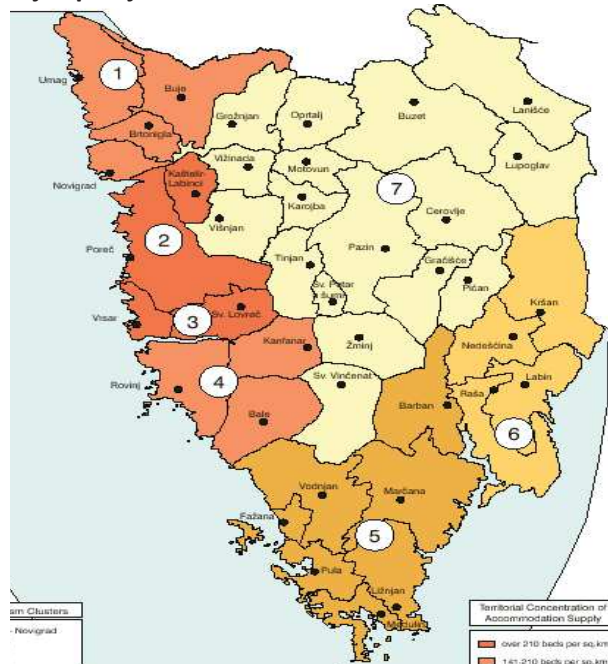 1
Umag
Buje
Brtonigla
Novigrad
Grožnjan
Oprtalj
Buzet
Lanišće
Lupoglav
Vižinada
Motovun
Kaštelir-
Labinci
Karojba
7
Cerovlje
2
Višnjan
Poreč
Tinjan
Pazin
Gračišće
Pićan
Sv. Petar
u šumi
Kršan
Vrsar
3
Sv. Lovreč
Kanfanar
Žminj
Nedešćina
4
Rovinj
Sv. Vinčenat
Barban
Raša
Labin
Bale
6
Vodnjan
Marčana
Fažana
5
Pula
Ližnjan
Medulin
sm Clusters
- Novigrad
Territorial Concentration of
Accommodation Supply
over 210 beds per sq.km
141-210 beds per sq.km